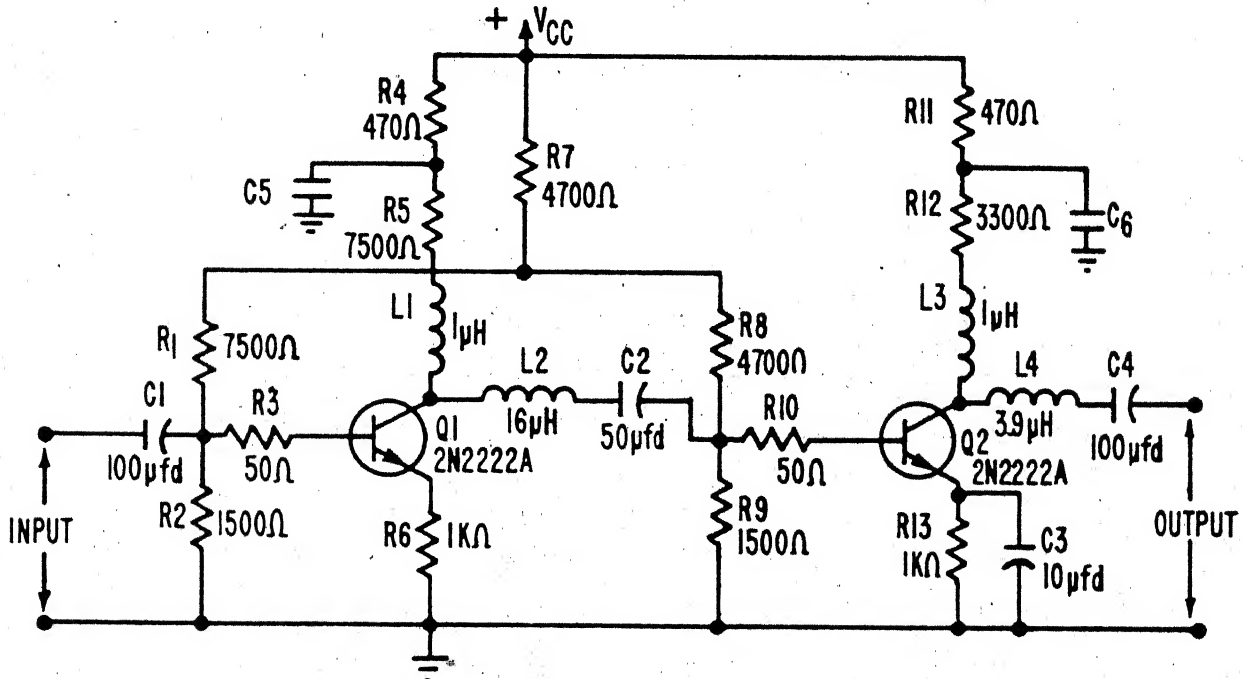 + VCC
R4
470Ω
R7
4700Ω
R11
470Ω
C5
R5
7500Ω
R12
3300Ω
C6
R1
7500Ω
L1
1µH
R8
4700Ω
L3
1µH
C1
100µfd
R3
50Ω
L2
16µH
C2
50µfd
L4
3.9µH
C4
100µfd
Q1
2N2222A
R10
50Ω
Q2
2N2222A
INPUT
R2
1500Ω
R6
1KΩ
R9
1500Ω
R13
1KΩ
C3
10µfd
OUTPUT